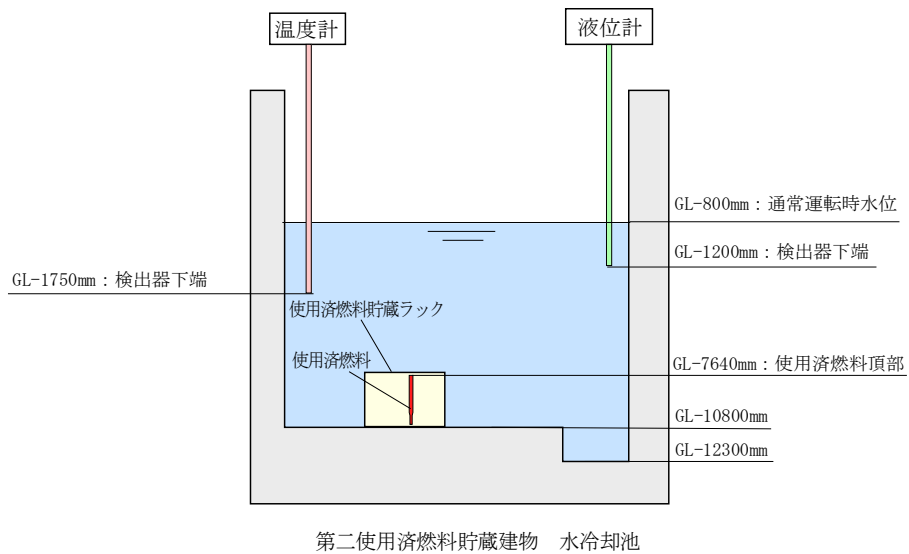 温度計
液位計
GL-800mm：通常運転時水位
GL-1200mm：検出器下端
GL-1750mm：検出器下端
使用済燃料貯蔵ラック
使用済燃料
GL-7640mm：使用済燃料頂部
GL-10800mm
GL-12300mm
第二使用済燃料貯蔵建物　水冷却池